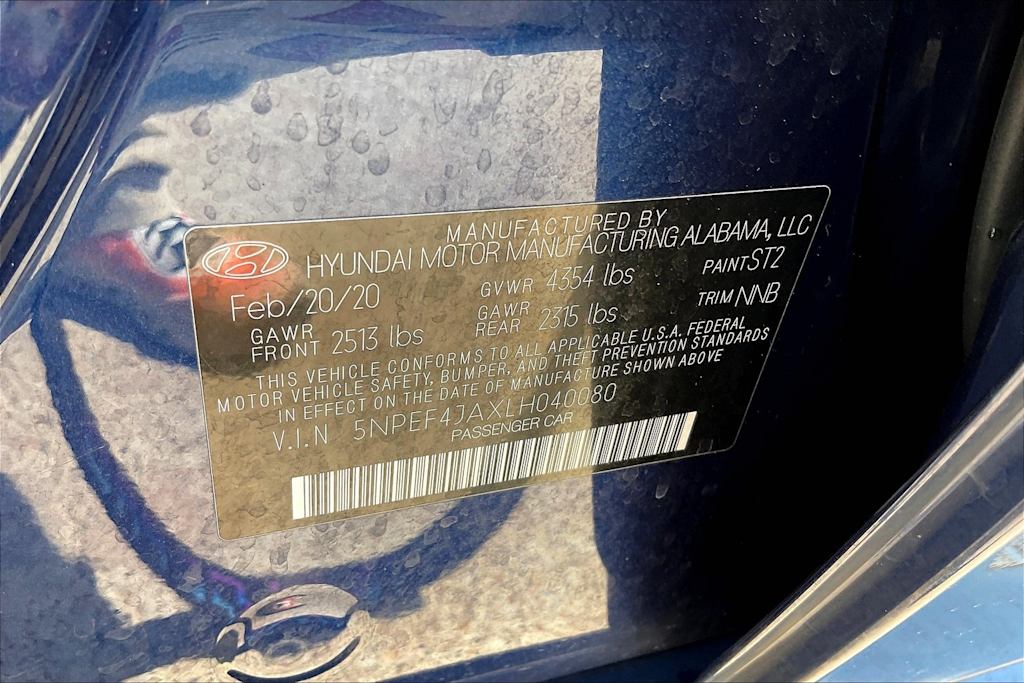 MANUFACTURED BY
HYUNDAI MOTOR MANUFACTURING ALABAMA, LLC
Feb/20/20 GVWR 4354 lbs PAINT ST2
GAWR FRONT 2513 lbs GAWR REAR 2315 lbs TRIM NNB
THIS VEHICLE CONFORMS TO ALL APPLICABLE U.S.A. FEDERAL
MOTOR VEHICLE SAFETY, BUMPER, AND THEFT PREVENTION STANDARDS
IN EFFECT ON THE DATE OF MANUFACTURE SHOWN ABOVE
V.I.N 5NPEF4JAXLH040080
PASSENGER CAR